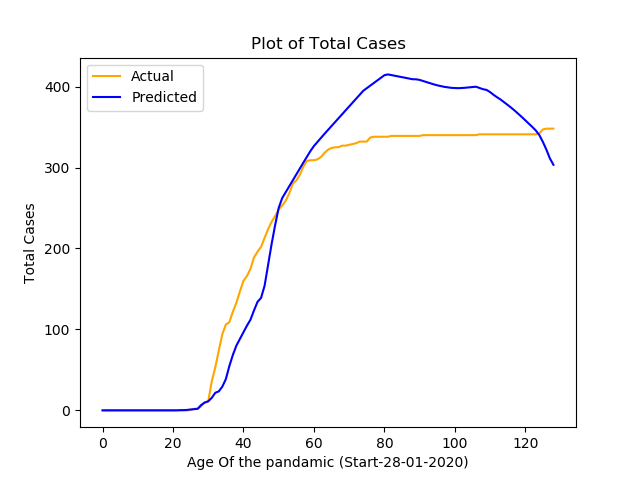 Plot of Total Cases
Actual
Predicted
400
300
200
100
0
Total Cases
0 20 40 60 80 100 120
Age Of the pandamic (Start-28-01-2020)